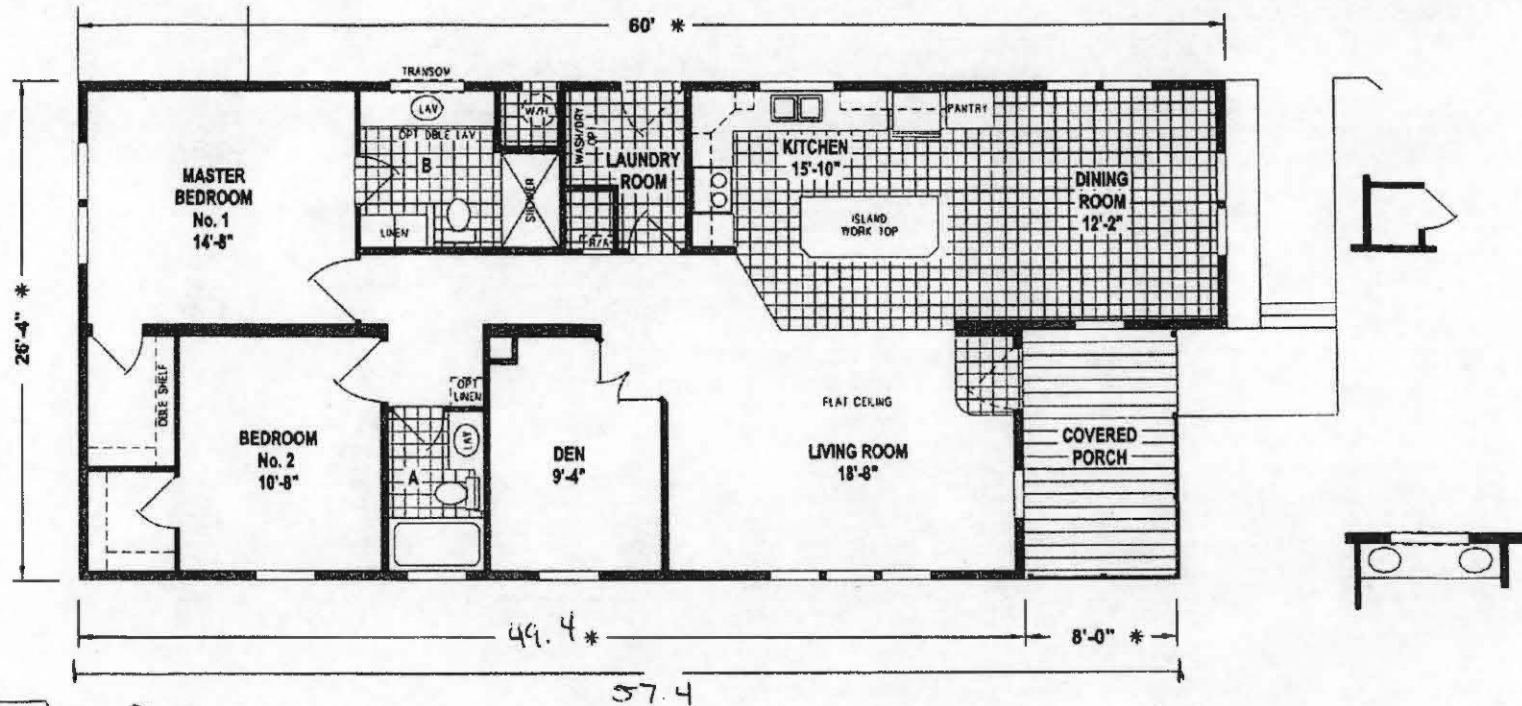 60' *
TRANSOM
LAV
W/H
OPT DBLE LAV
WASH/DRY
OPT
PANTRY
MASTER
BEDROOM
No. 1
14'-8"
B
LAUNDRY
ROOM
KITCHEN
15'-10"
DINING
ROOM
12'-2"
SHOWER
LINEN
R/A
ISLAND
WORK TOP
26'-4" *
DBLE SHELF
OPT
LINEN
BEDROOM
No. 2
10'-8"
A
LAV
DEN
9'-4"
FLAT CEILING
LIVING ROOM
18'-8"
COVERED
PORCH
49.4 *
8'-0" *
57.4